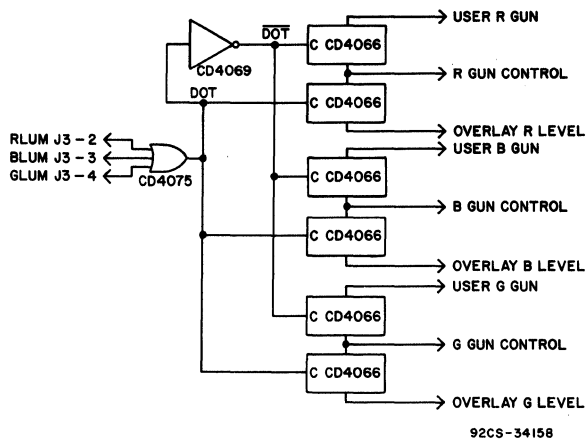 USER R GUN
DOT
C CD4066
CD4069
R GUN CONTROL
DOT
C CD4066
RLUM J3-2
BLUM J3-3
GLUM J3-4
CD4075
OVERLAY R LEVEL
USER B GUN
C CD4066
B GUN CONTROL
C CD4066
OVERLAY B LEVEL
USER G GUN
C CD4066
G GUN CONTROL
C CD4066
OVERLAY G LEVEL
92CS-34158